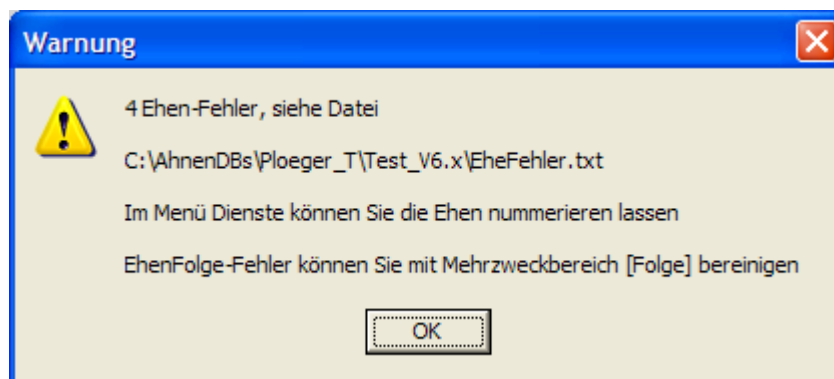 Warnung
4 Ehen-Fehler, siehe Datei
C:\AhnenDBs\Ploeger_T\Test_V6.x\EheFehler.txt
Im Menü Dienste können Sie die Ehen nummerieren lassen
EhenFolge-Fehler können Sie mit Mehrzweckbereich [Folge] bereinigen
OK